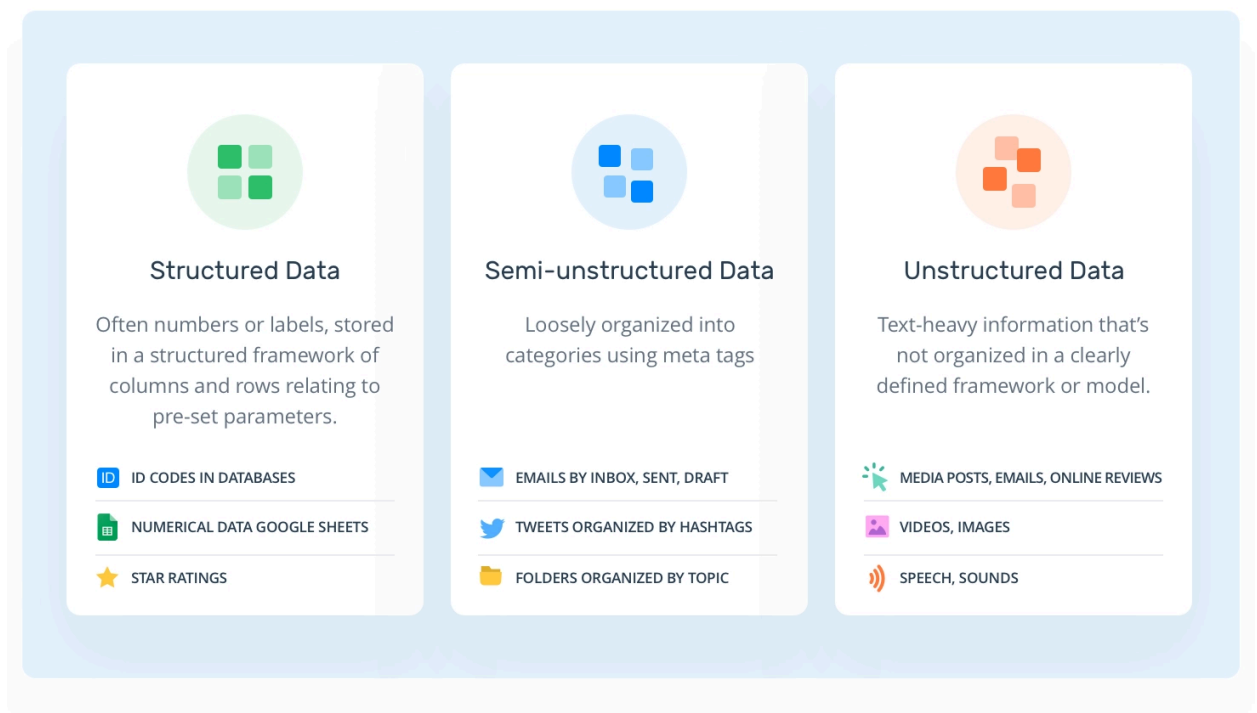 Structured Data
Often numbers or labels, stored
in a structured framework of
columns and rows relating to
pre-set parameters.
ID
ID CODES IN DATABASES
NUMERICAL DATA GOOGLE SHEETS
STAR RATINGS
Semi-unstructured Data
Loosely organized into
categories using meta tags
EMAILS BY INBOX, SENT, DRAFT
TWEETS ORGANIZED BY HASHTAGS
FOLDERS ORGANIZED BY TOPIC
Unstructured Data
Text-heavy information that’s
not organized in a clearly
defined framework or model.
MEDIA POSTS, EMAILS, ONLINE REVIEWS
VIDEOS, IMAGES
SPEECH, SOUNDS